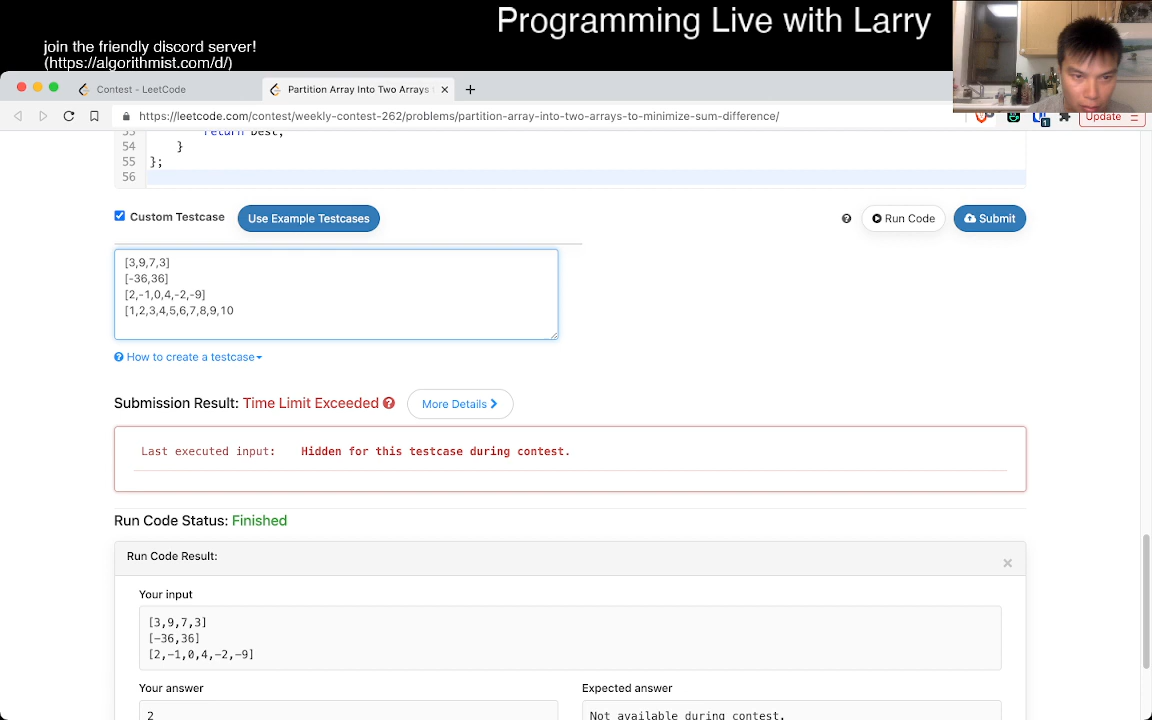 Programming Live with Larry
join the friendly discord server!
(https://algorithmist.com/d/)
Contest - LeetCode
Partition Array Into Two Arrays
https://leetcode.com/contest/weekly-contest-262/problems/partition-array-into-two-arrays-to-minimize-sum-difference/
1
Update
53 return best;
54 }
55 };
56
Custom Testcase
Use Example Testcases
Run Code
Submit
[3,9,7,3]
[-36,36]
[2,-1,0,4,-2,-9]
[1,2,3,4,5,6,7,8,9,10
How to create a testcase
Submission Result: Time Limit Exceeded
More Details
Last executed input: Hidden for this testcase during contest.
Run Code Status: Finished
Run Code Result:
Your input
[3,9,7,3]
[-36,36]
[2,-1,0,4,-2,-9]
Your answer
Expected answer
2
Not available during contest.